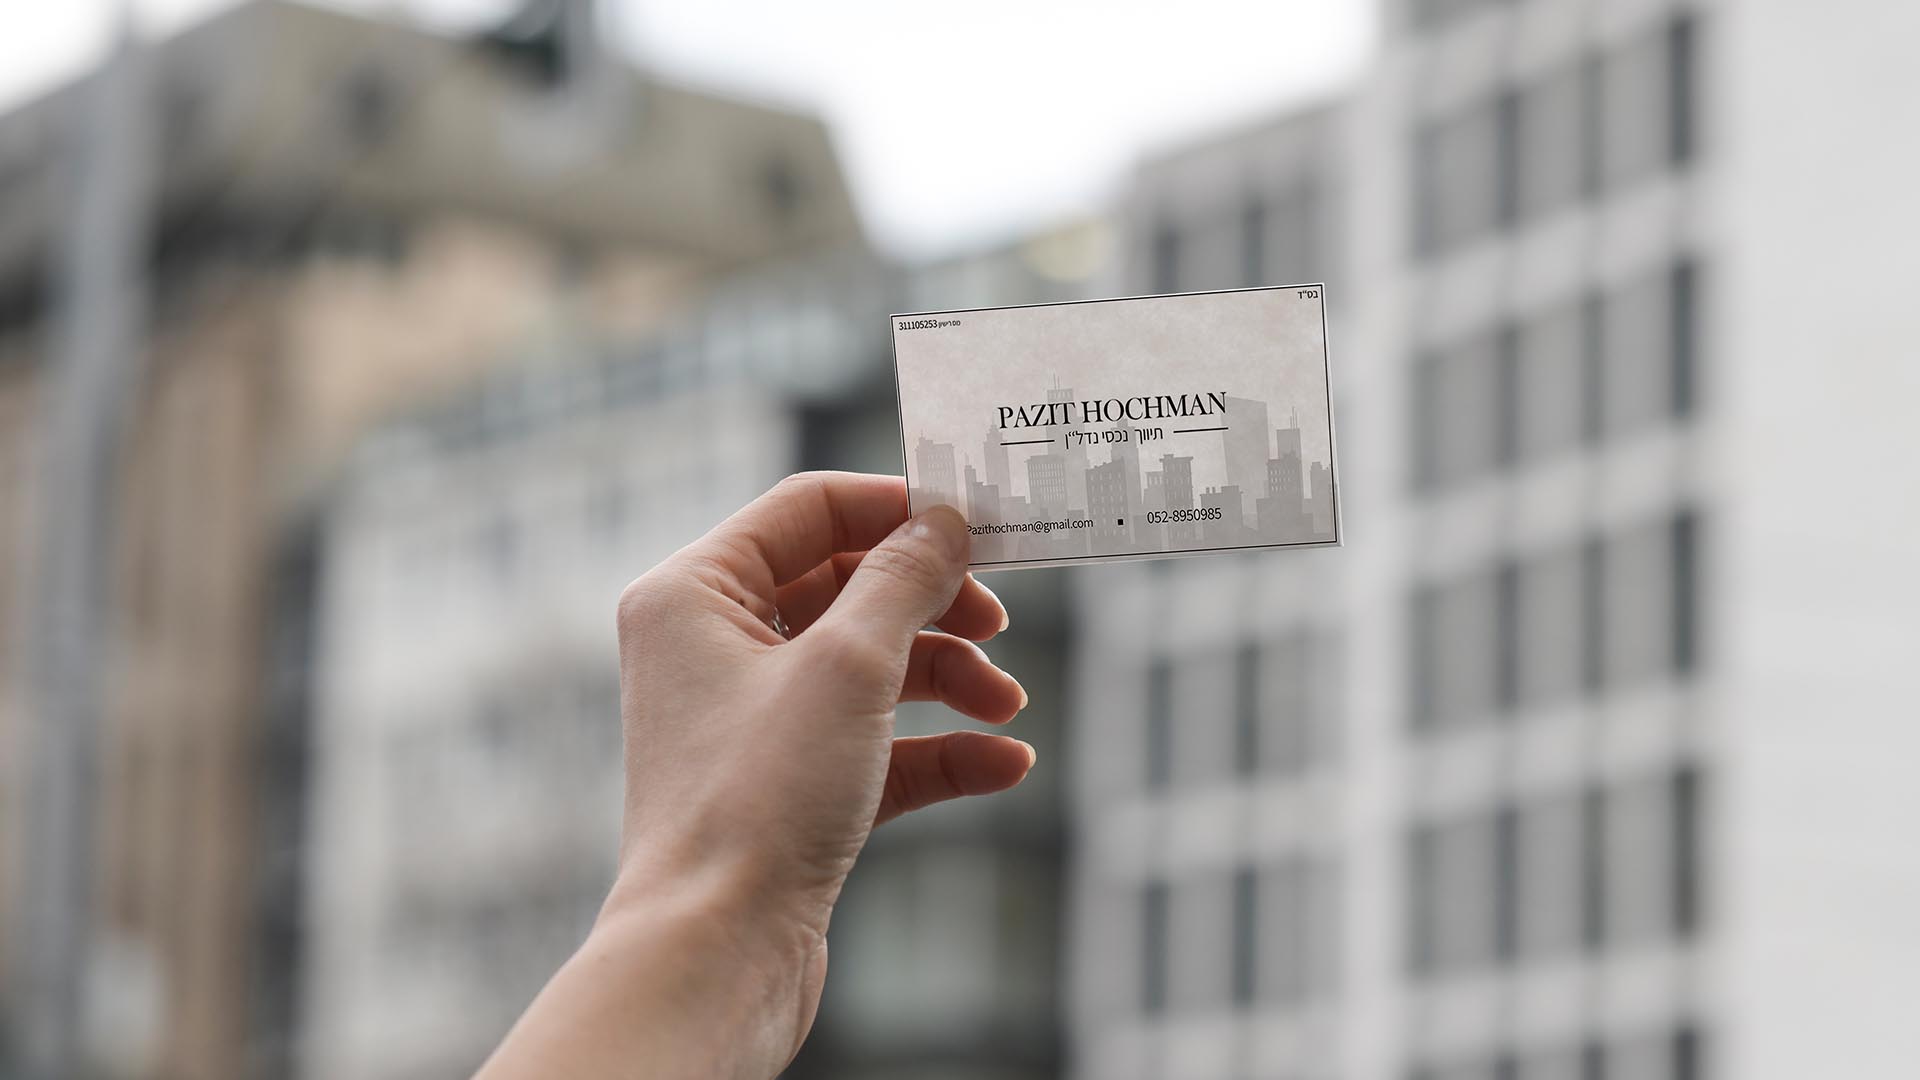 בס"ד
311105253 מס רישיון
PAZIT HOCHMAN
תיווך נכסי נדל"ן
Pazithochman@gmail.com ▪ 052-8950985